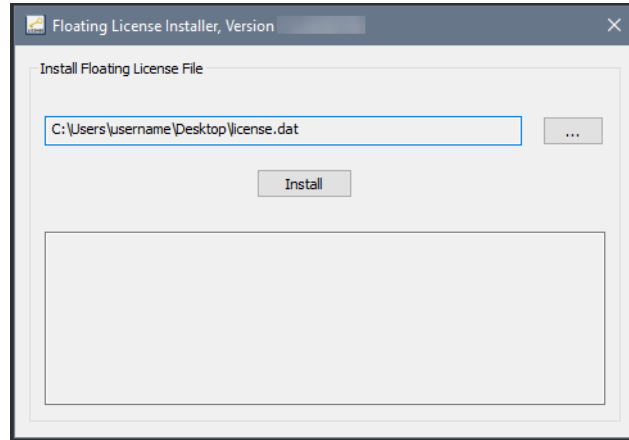 Floating License Installer, Version
Install Floating License File
C:\Users\username\Desktop\license.dat
...
Install